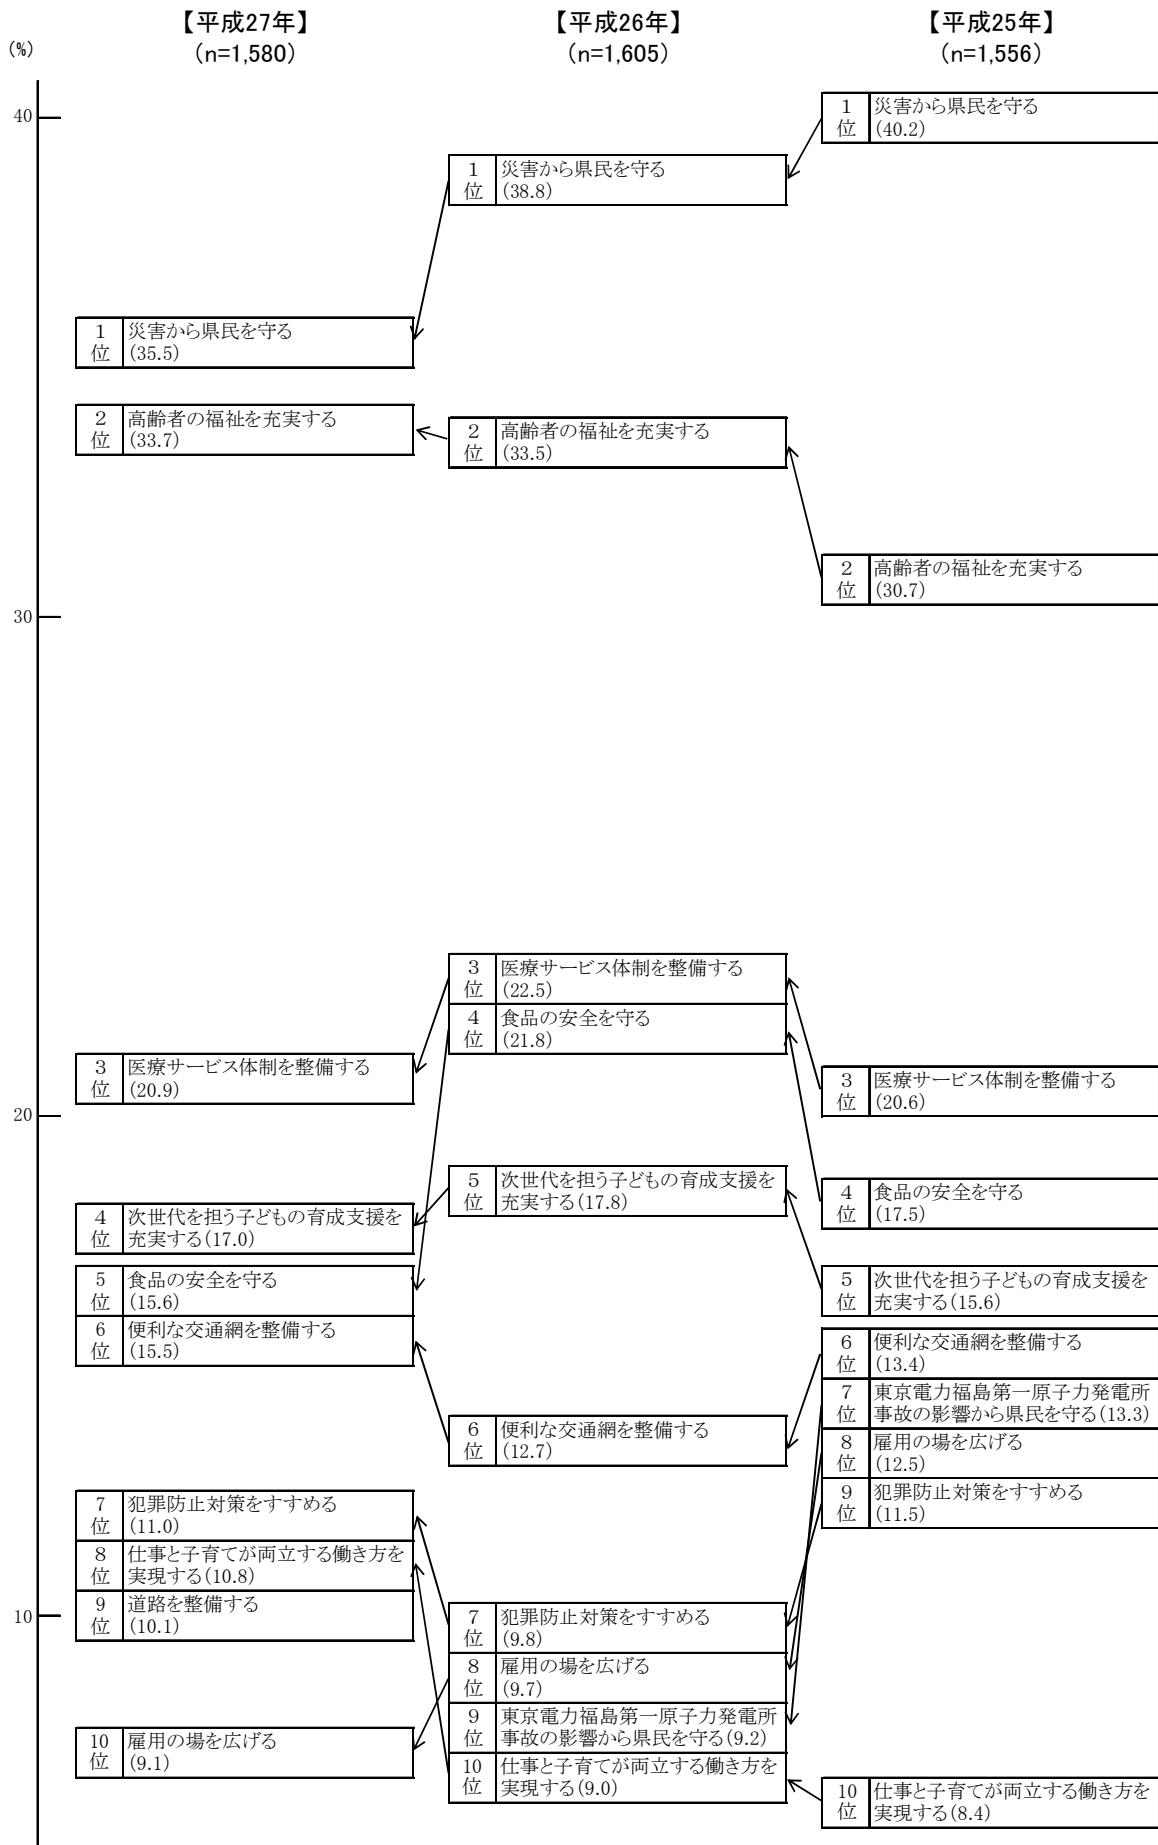 【平成27年】
(n=1,580)
【平成26年】
(n=1,605)
【平成25年】
(n=1,556)
(%)
40
30
20
10
1位
災害から県民を守る
(35.5)
2位
高齢者の福祉を充実する
(33.7)
3位
医療サービス体制を整備する
(20.9)
4位
次世代を担う子どもの育成支援を
充実する(17.0)
5位
食品の安全を守る
(15.6)
6位
便利な交通網を整備する
(15.5)
7位
犯罪防止対策をすすめる
(11.0)
8位
仕事と子育てが両立する働き方を
実現する(10.8)
9位
道路を整備する
(10.1)
10位
雇用の場を広げる
(9.1)
1位
災害から県民を守る
(38.8)
2位
高齢者の福祉を充実する
(33.5)
3位
医療サービス体制を整備する
(22.5)
4位
食品の安全を守る
(21.8)
5位
次世代を担う子どもの育成支援を
充実する(17.8)
6位
便利な交通網を整備する
(12.7)
7位
犯罪防止対策をすすめる
(9.8)
8位
雇用の場を広げる
(9.7)
9位
東京電力福島第一原子力発電所
事故の影響から県民を守る(9.2)
10位
仕事と子育てが両立する働き方を
実現する(9.0)
1位
災害から県民を守る
(40.2)
2位
高齢者の福祉を充実する
(30.7)
3位
医療サービス体制を整備する
(20.6)
4位
食品の安全を守る
(17.5)
5位
次世代を担う子どもの育成支援を
充実する(15.6)
6位
便利な交通網を整備する
(13.4)
7位
東京電力福島第一原子力発電所
事故の影響から県民を守る(13.3)
8位
雇用の場を広げる
(12.5)
9位
犯罪防止対策をすすめる
(11.5)
10位
仕事と子育てが両立する働き方を
実現する(8.4)